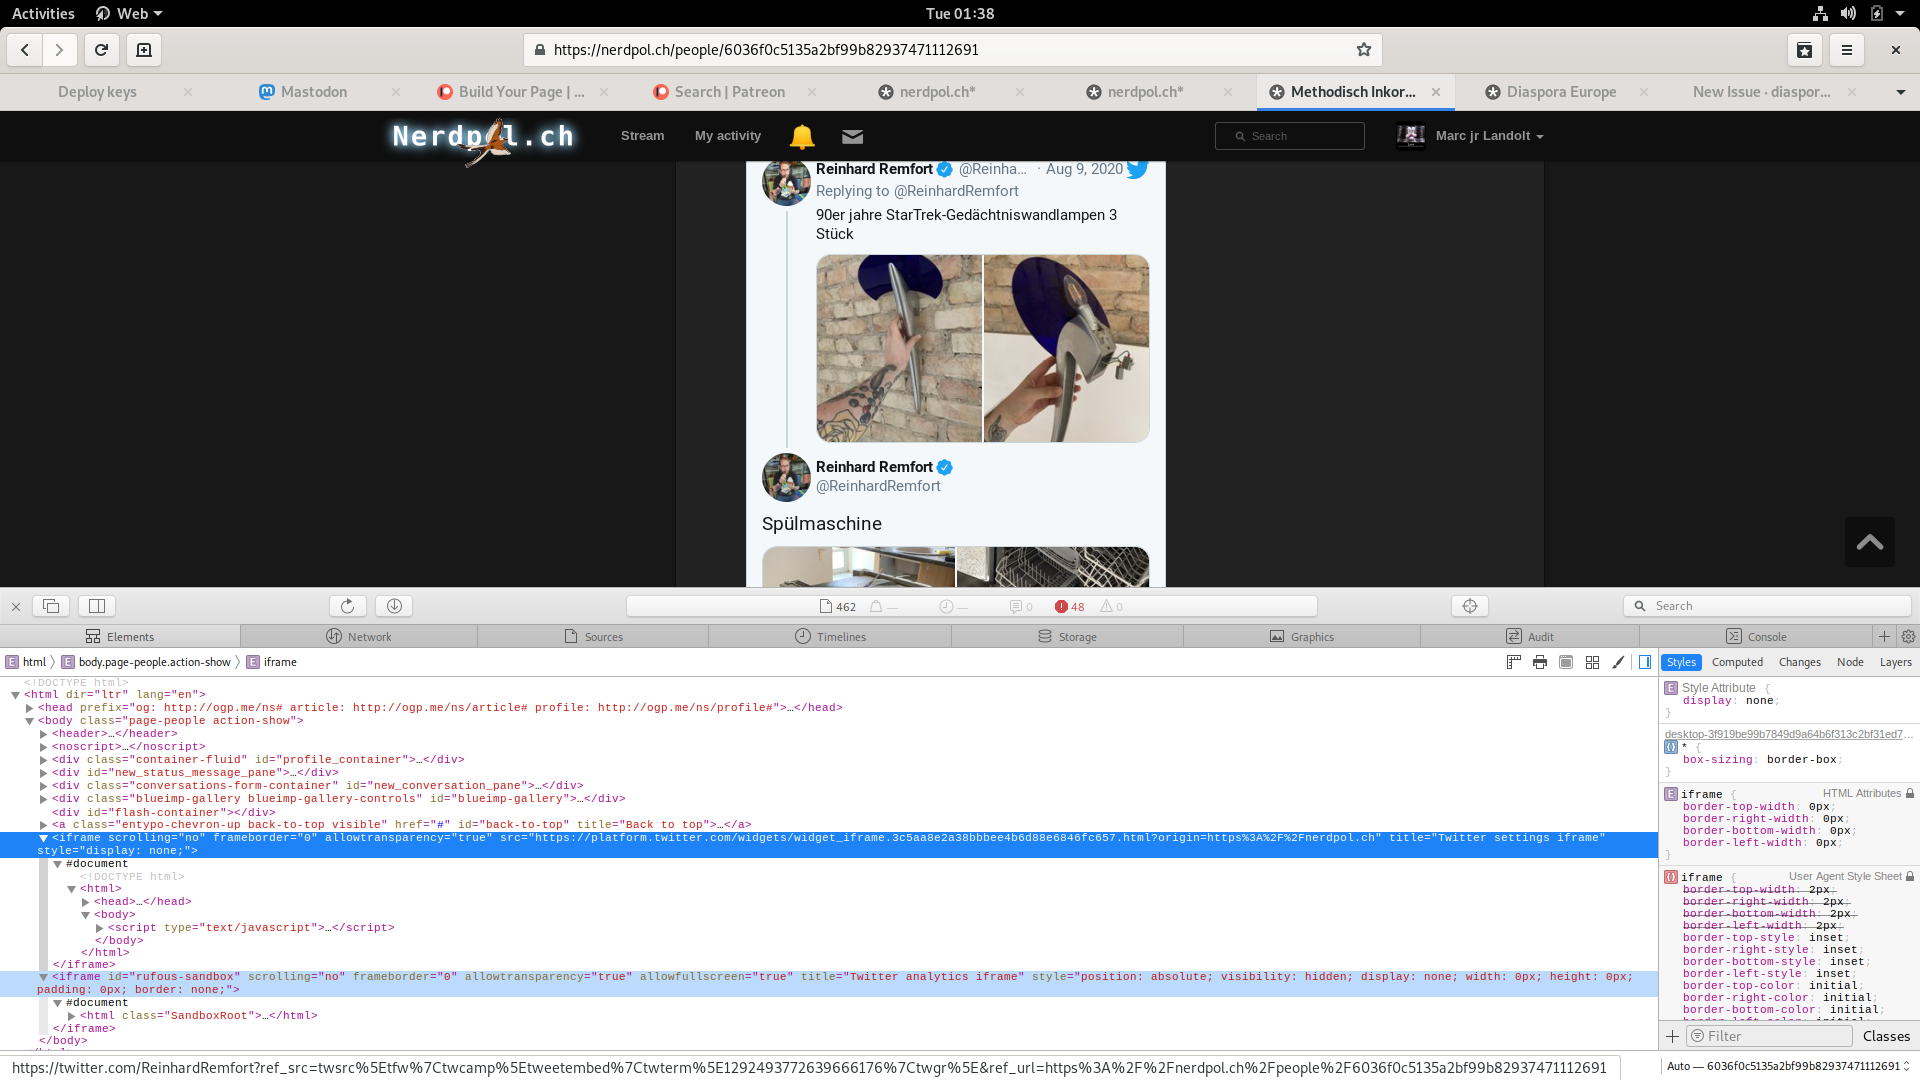 Activities Web Tue 01:38
https://nerdpol.ch/people/6036f0c5135a2bf99b82937471112691
Deploy keys Mastodon Build Your Page | ... Search | Patreon nerdpol.ch* nerdpol.ch* Methodisch Inkor... Diaspora Europe New Issue · diaspor...
Nerdpol.ch Stream My activity Search Marc jr Landolt
Reinhard Remfort @Reinha... · Aug 9, 2020
Replying to @ReinhardRemfort
90er jahre StarTrek-Gedächtniswandlampen 3
Stück
Reinhard Remfort
@ReinhardRemfort
Spülmaschine
462 — — 0 48 0 Search
Elements Network Sources Timelines Storage Graphics Audit Console
html body.page-people.action-show iframe Styles Computed Changes Node Layers
<!DOCTYPE html>
<html dir="ltr" lang="en">
<head prefix="og: http://ogp.me/ns# article: http://ogp.me/ns/article# profile: http://ogp.me/ns/profile#">…</head>
<body class="page-people action-show">
<header>…</header>
<noscript>…</noscript>
<div class="container-fluid" id="profile_container">…</div>
<div id="new_status_message_pane">…</div>
<div class="conversations-form-container" id="new_conversation_pane">…</div>
<div class="blueimp-gallery blueimp-gallery-controls" id="blueimp-gallery">…</div>
<div id="flash-container"></div>
<a class="entypo-chevron-up back-to-top visible" href="#" id="back-to-top" title="Back to top">…</a>
<iframe scrolling="no" frameborder="0" allowtransparency="true" src="https://platform.twitter.com/widgets/widget_iframe.3c5aa8e2a38bbbee4b6d88e6846fc657.html?origin=https%3A%2F%2Fnerdpol.ch" title="Twitter settings iframe"
style="display: none;">
#document
<!DOCTYPE html>
<html>
<head>…</head>
<body>
<script type="text/javascript">…</script>
</body>
</html>
</iframe>
<iframe id="rufous-sandbox" scrolling="no" frameborder="0" allowtransparency="true" allowfullscreen="true" title="Twitter analytics iframe" style="position: absolute; visibility: hidden; display: none; width: 0px; height: 0px;
padding: 0px; border: none;">
#document
<html class="SandboxRoot">…</html>
</iframe>
</body>
Style Attribute {
display: none;
}
desktop-3f919be99b7849d9a64b6f313c2bf31ed7...
* {
box-sizing: border-box;
}
iframe { HTML Attributes
border-top-width: 0px;
border-right-width: 0px;
border-bottom-width: 0px;
border-left-width: 0px;
}
iframe { User Agent Style Sheet
border-top-width: 2px;
border-right-width: 2px;
border-bottom-width: 2px;
border-left-width: 2px;
border-top-style: inset;
border-right-style: inset;
border-bottom-style: inset;
border-left-style: inset;
border-top-color: initial;
border-right-color: initial;
border-bottom-color: initial;
Filter Classes
https://twitter.com/ReinhardRemfort?ref_src=twsrc%5Etfw%7Ctwcamp%5Etweetembed%7Ctwterm%5E1292493772639666176%7Ctwgr%5E&ref_url=https%3A%2F%2Fnerdpol.ch%2Fpeople%2F6036f0c5135a2bf99b82937471112691
Auto — 6036f0c5135a2bf99b82937471112691